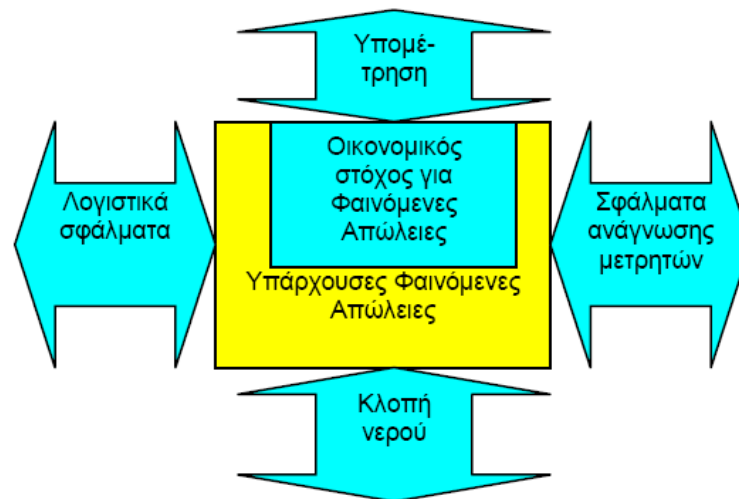 Υπομέ-
τρηση
Οικονομικός
στόχος για
Φαινόμενες
Απώλειες
Λογιστικά
σφάλματα
Σφάλματα
ανάγνωσης
μετρητών
Υπάρχουσες Φαινόμενες
Απώλειες
Κλοπή
νερού